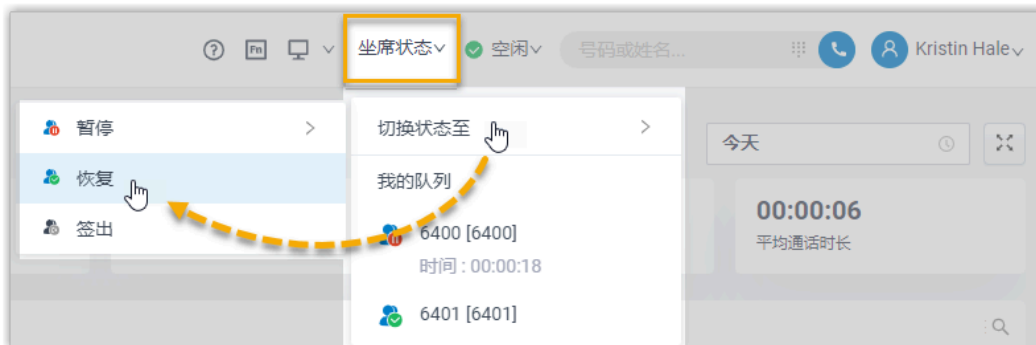 Fn
坐席状态
空闲
号码或姓名...
Kristin Hale
暂停
恢复
签出
切换状态至
我的队列
6400 [6400]
时间 : 00:00:18
6401 [6401]
今天
00:00:06
平均通话时长